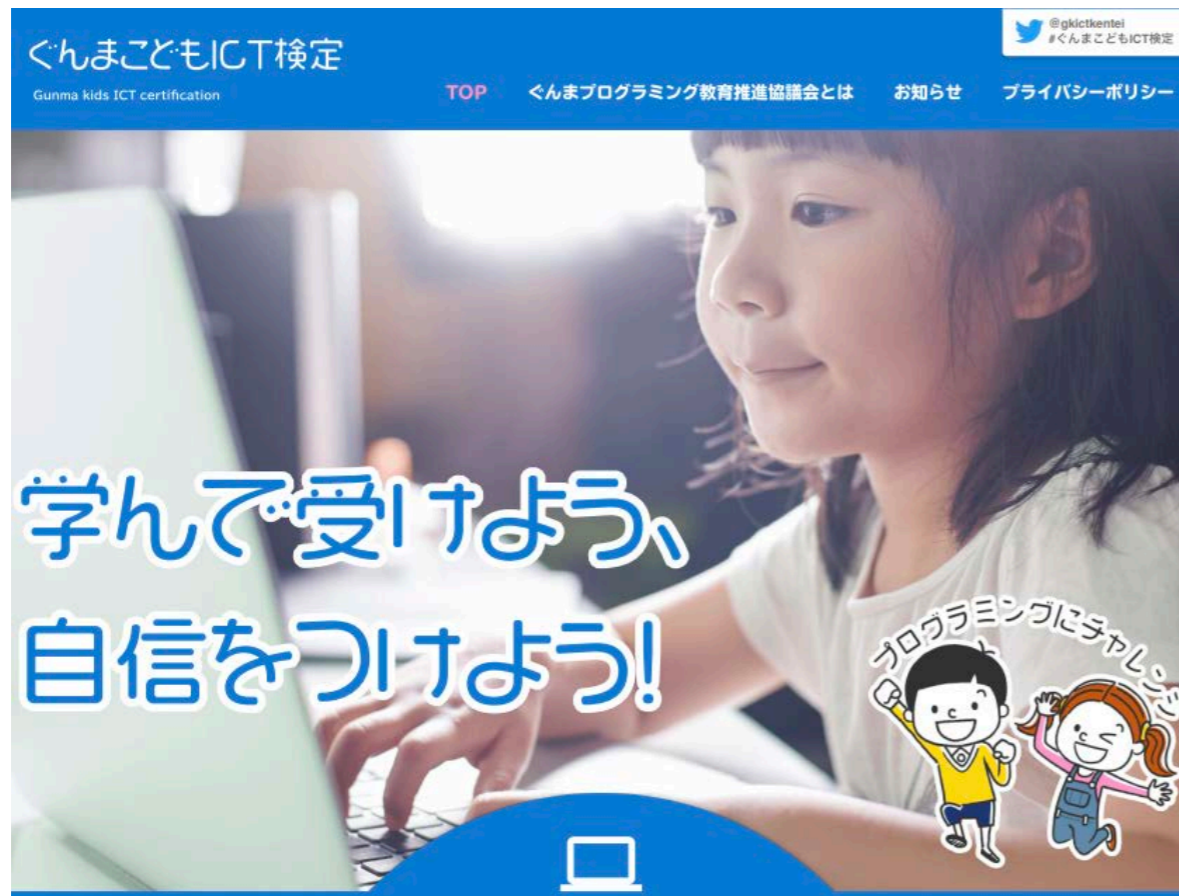 ぐんまこどもICT検定
Gunma kids ICT certification
@gkictkentei
#ぐんまこどもICT検定
TOP ぐんまプログラミング教育推進協議会とは お知らせ プライバシーポリシー
学んで受けよう、
自信をつけよう!
プログラミングにチャレンジ